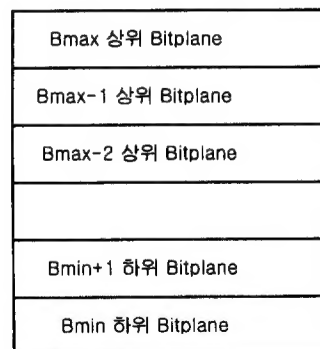 Bmax 상위 Bitplane
Bmax-1 상위 Bitplane
Bmax-2 상위 Bitplane
Bmin+1 하위 Bitplane
Bmin 하위 Bitplane